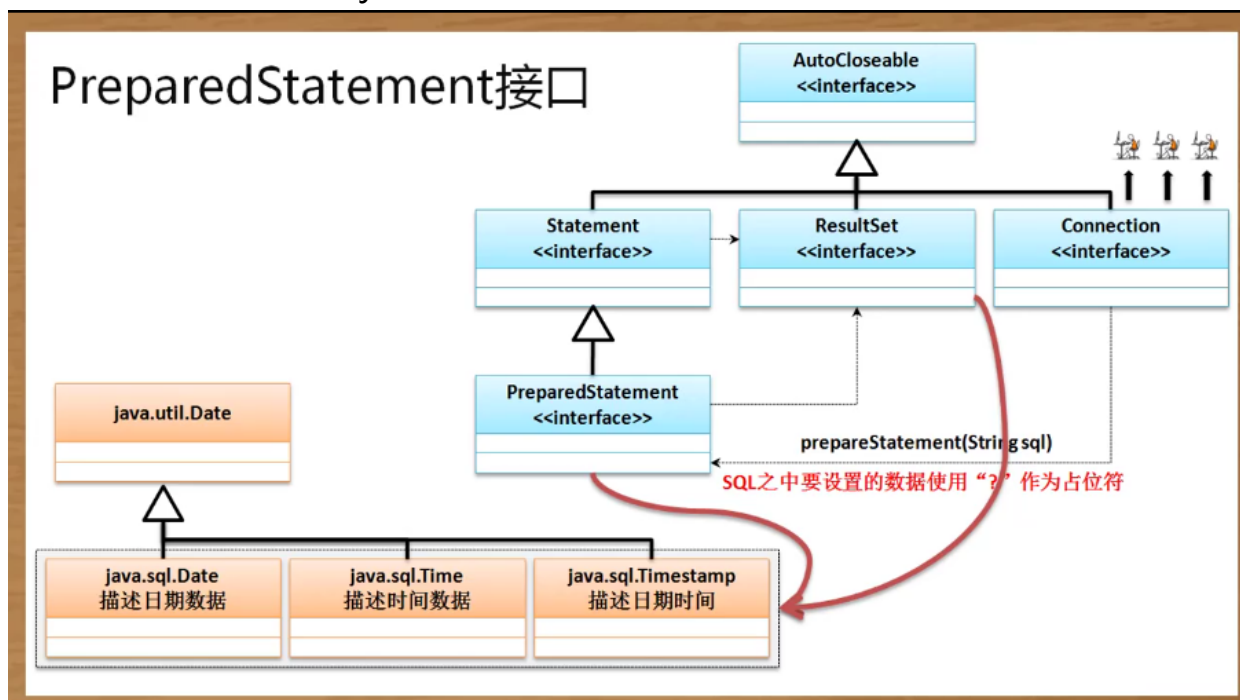 PreparedStatement接口
AutoCloseable
<<interface>>
Statement
<<interface>>
ResultSet
<<interface>>
Connection
<<interface>>
PreparedStatement
<<interface>>
prepareStatement(String sql)
SQL之中要设置的数据使用“?”作为占位符
java.util.Date
java.sql.Date
描述日期数据
java.sql.Time
描述时间数据
java.sql.Timestamp
描述日期时间